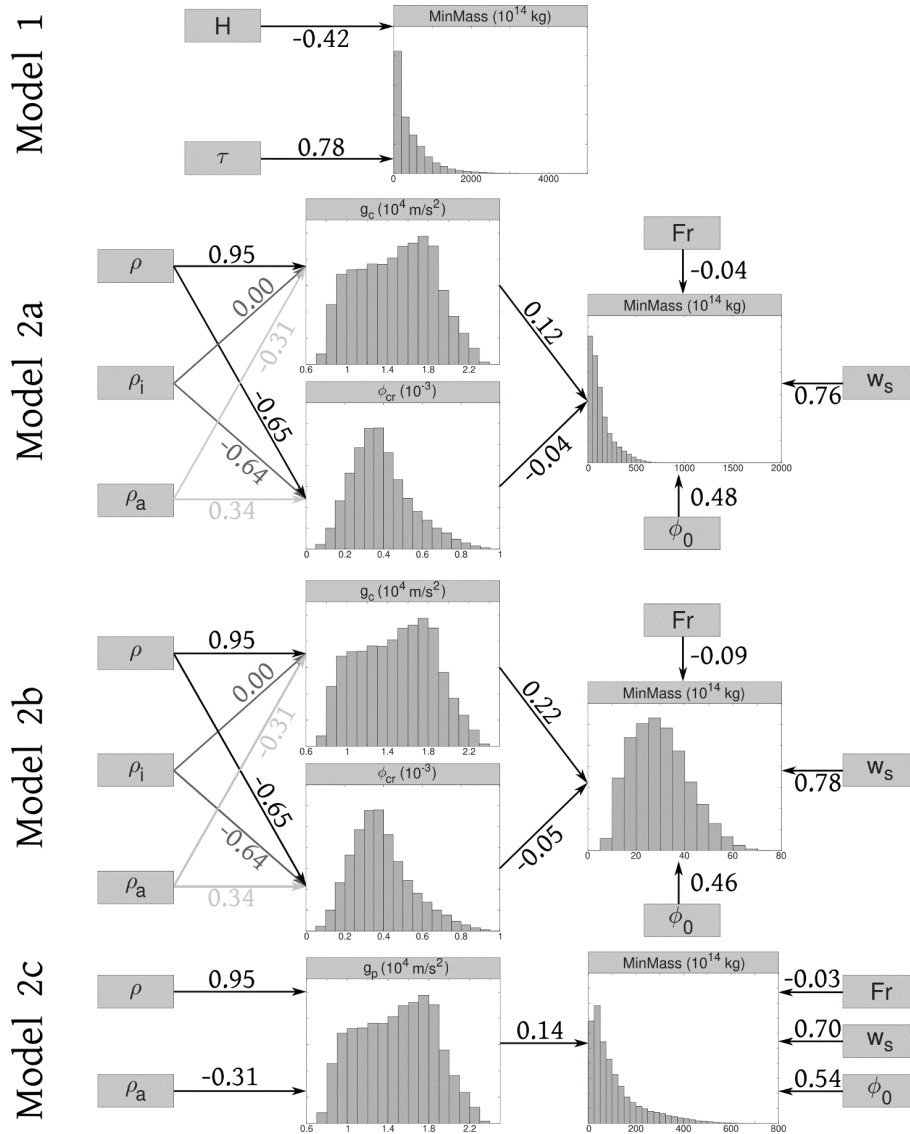 Model 1
H
-0.42
τ
0.78
MinMass (10^14 kg)
0 2000 4000
Model 2a
ρ
ρ_i
ρ_a
0.95
0.00
-0.31
-0.65
-0.64
0.34
g_c (10^4 m/s^2)
0.6 1 1.4 1.8 2.2
ϕ_cr (10^-3)
0 0.2 0.4 0.6 0.8 1
0.12
-0.04
Fr
-0.04
MinMass (10^14 kg)
0 500 1000 1500 2000
0.76
w_s
0.48
ϕ_0
Model 2b
ρ
ρ_i
ρ_a
0.95
0.00
-0.31
-0.65
-0.64
0.34
g_c (10^4 m/s^2)
0.6 1 1.4 1.8 2.2
ϕ_cr (10^-3)
0 0.2 0.4 0.6 0.8 1
0.22
-0.05
Fr
-0.09
MinMass (10^14 kg)
0 20 40 60 80
0.78
w_s
0.46
ϕ_0
Model 2c
ρ
0.95
ρ_a
-0.31
g_p (10^4 m/s^2)
0.6 1 1.4 1.8 2.2
0.14
MinMass (10^14 kg)
0 200 400 600 800
-0.03
Fr
0.70
w_s
0.54
ϕ_0